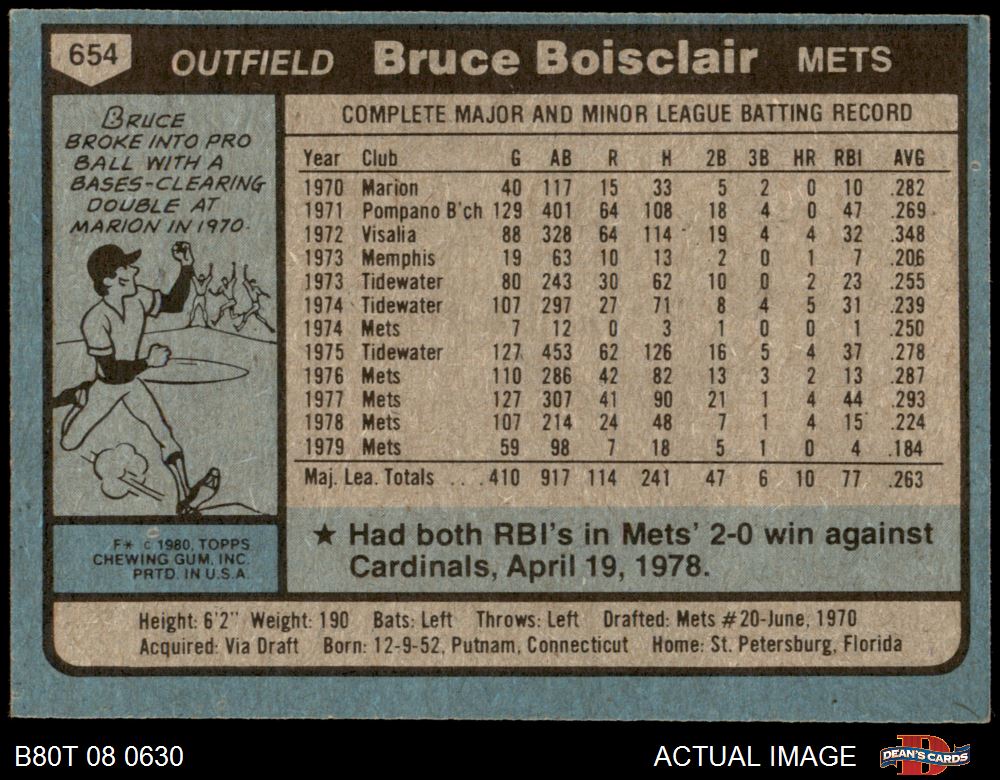 654 OUTFIELD Bruce Boisclair METS
BRUCE
BROKE INTO PRO
BALL WITH A
BASES-CLEARING
DOUBLE AT
MARION IN 1970.
F* © 1980, TOPPS
CHEWING GUM, INC.
PRTD. IN U.S.A.
COMPLETE MAJOR AND MINOR LEAGUE BATTING RECORD
Year Club G AB R H 2B 3B HR RBI AVG
1970 Marion 40 117 15 33 5 2 0 10 .282
1971 Pompano B'ch 129 401 64 108 18 4 0 47 .269
1972 Visalia 88 328 64 114 19 4 4 32 .348
1973 Memphis 19 63 10 13 2 0 1 7 .206
1973 Tidewater 80 243 30 62 10 0 2 23 .255
1974 Tidewater 107 297 27 71 8 4 5 31 .239
1974 Mets 7 12 0 3 1 0 0 1 .250
1975 Tidewater 127 453 62 126 16 5 4 37 .278
1976 Mets 110 286 42 82 13 3 2 13 .287
1977 Mets 127 307 41 90 21 1 4 44 .293
1978 Mets 107 214 24 48 7 1 4 15 .224
1979 Mets 59 98 7 18 5 1 0 4 .184
Maj. Lea. Totals . . . 410 917 114 241 47 6 10 77 .263
★ Had both RBI's in Mets' 2-0 win against
Cardinals, April 19, 1978.
Height: 6'2" Weight: 190 Bats: Left Throws: Left Drafted: Mets #20-June, 1970
Acquired: Via Draft Born: 12-9-52, Putnam, Connecticut Home: St. Petersburg, Florida
B80T 08 0630 ACTUAL IMAGE DEAN'S CARDS